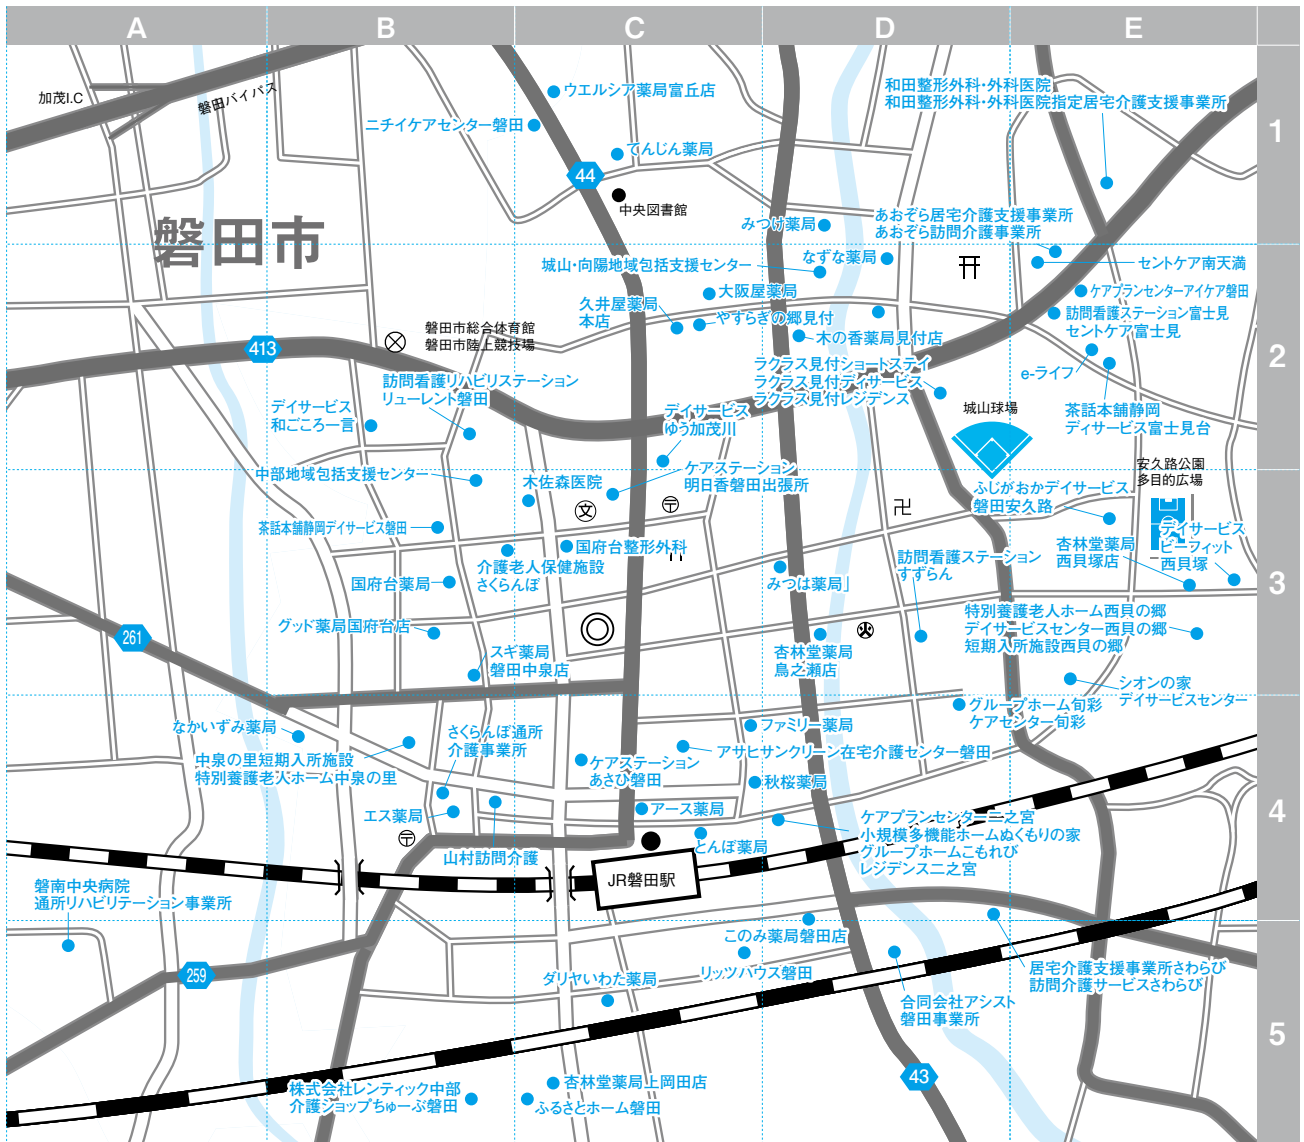 A
B
C
D
E
1
2
3
4
5
加茂I.C
磐田バイパス
磐田市
ウエルシア薬局富丘店
ニチイケアセンター磐田
てんじん薬局
44
中央図書館
和田整形外科・外科医院
和田整形外科・外科医院指定居宅介護支援事業所
みつけ薬局
あおぞら居宅介護支援事業所
あおぞら訪問介護事業所
なずな薬局
城山・向陽地域包括支援センター
セントケア南天満
大阪屋薬局
ケアプランセンターアイケア磐田
久井屋薬局
本店
やすらぎの郷見付
訪問看護ステーション富士見
セントケア富士見
木の香薬局見付店
413
磐田市総合体育館
磐田市陸上競技場
ラクラス見付ショートステイ
ラクラス見付ディサービス
ラクラス見付レジデンス
e-ライフ
訪問看護リハビリステーション
リューレント磐田
デイサービス
和ごころ一言
デイサービス
ゆう加茂川
城山球場
茶話本舗静岡
ディサービス富士見台
中部地域包括支援センター
木佐森医院
ケアステーション
明日香磐田出張所
安久路公園
多目的広場
ふじがおかデイサービス
磐田安久路
文
〒
卍
茶話本舗静岡デイサービス磐田
国府台整形外科
介護老人保健施設
さくらんぼ
杏林堂薬局
西貝塚店
デイサービス
ビーフィット
西貝塚
訪問看護ステーション
すずらん
みつは薬局」
国府台薬局
グッド薬局国府台店
特別養護老人ホーム西貝の郷
デイサービスセンター西貝の郷
短期入所施設西貝の郷
261
スギ薬局
磐田中泉店
杏林堂薬局
鳥之瀬店
シオンの家
デイサービスセンター
なかいずみ薬局
さくらんぼ通所
介護事業所
ファミリー薬局
グループホーム旬彩
ケアセンター旬彩
中泉の里短期入所施設
特別養護老人ホーム中泉の里
アサヒサンクリーン在宅介護センター磐田
ケアステーション
あさひ磐田
秋桜薬局
エス薬局
アース薬局
〒
山村訪問介護
とんぼ薬局
ケアプランセンター二之宮
小規模多機能ホームぬくもりの家
グループホームこもれび
レジデンス二之宮
JR磐田駅
磐南中央病院
通所リハビリテーション事業所
このみ薬局磐田店
259
ダリヤいわた薬局
リッツハウス磐田
居宅介護支援事業所さわらび
訪問介護サービスさわらび
合同会社アシスト
磐田事業所
43
株式会社レンティック中部
介護ショップちゅーぶ磐田
杏林堂薬局上岡田店
ふるさとホーム磐田